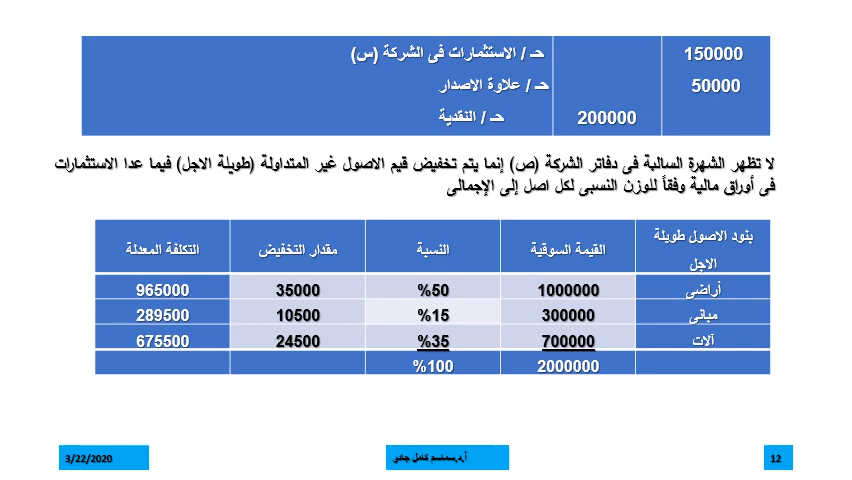 150000 حـ / الاستثمارات فى الشركة (س)
50000 حـ / علاوة الاصدار
200000 حـ / النقدية
لا تظهر الشهرة السالبة فى دفاتر الشركة (ص) إنما يتم تخفيض قيم الاصول غير المتداولة (طويلة الاجل) فيما عدا الاستثمارات
فى أوراق مالية وفقاً للوزن النسبى لكل اصل إلى الإجمالى
بنود الاصول طويلة الاجل القيمة السوقية النسبة مقدار التخفيض التكلفة المعدلة
أراضى 1000000 50% 35000 965000
مبانى 300000 15% 10500 289500
آلات 700000 35% 24500 675500
2000000 100%
12 أ.د. كامل 3/22/2020